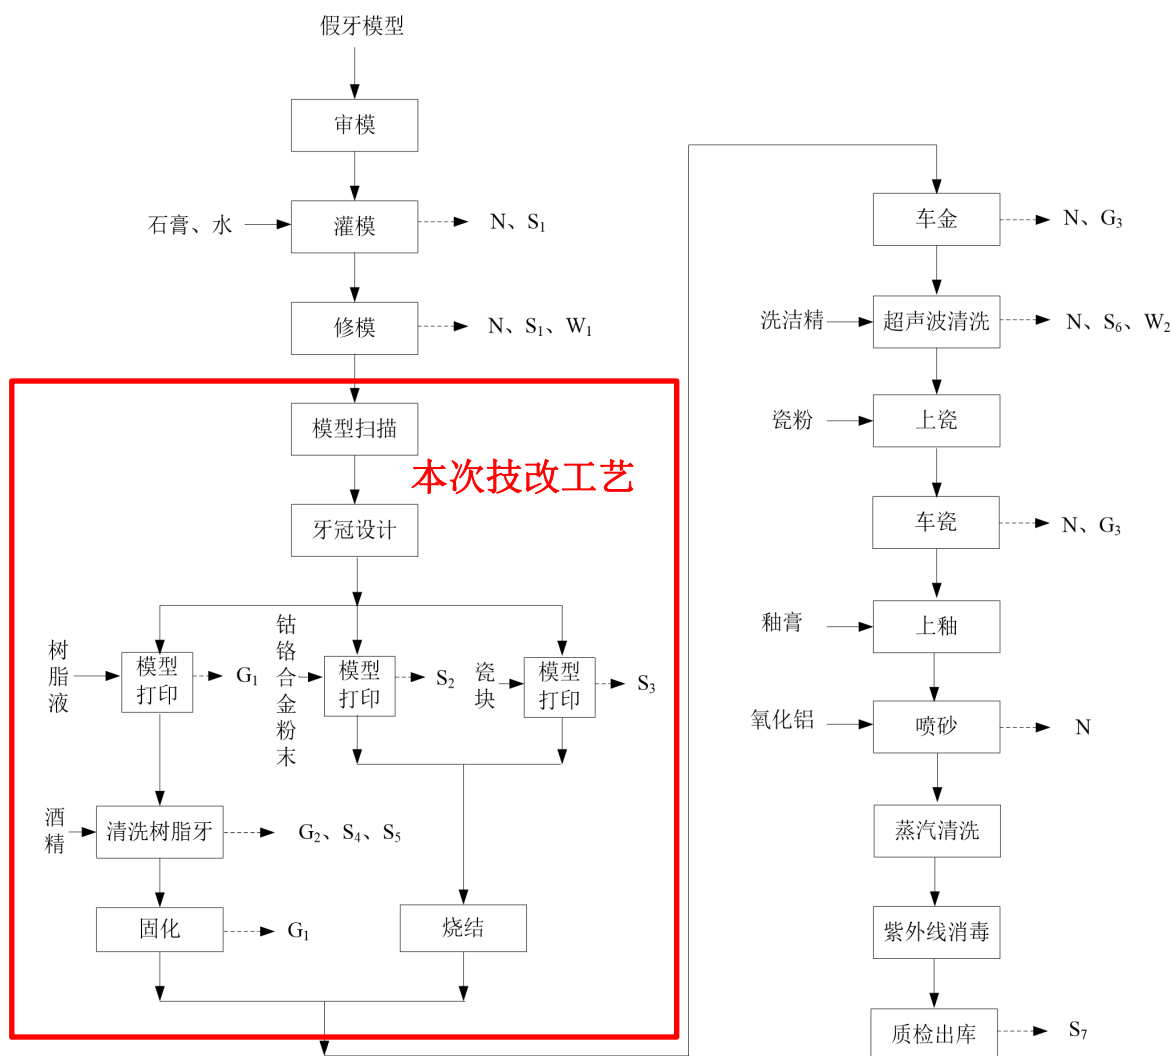 假牙模型
审模
石膏、水
灌模
N、S₁
修模
N、S₁、W₁
模型扫描
本次技改工艺
牙冠设计
树脂液
模型
打印
G₁
钴铬合金粉末
模型
打印
S₂
瓷块
模型
打印
S₃
酒精
清洗树脂牙
G₂、S₄、S₅
固化
G₁
烧结
车金
N、G₃
洗洁精
超声波清洗
N、S₆、W₂
瓷粉
上瓷
车瓷
N、G₃
釉膏
上釉
氧化铝
喷砂
N
蒸汽清洗
紫外线消毒
质检出库
S₇